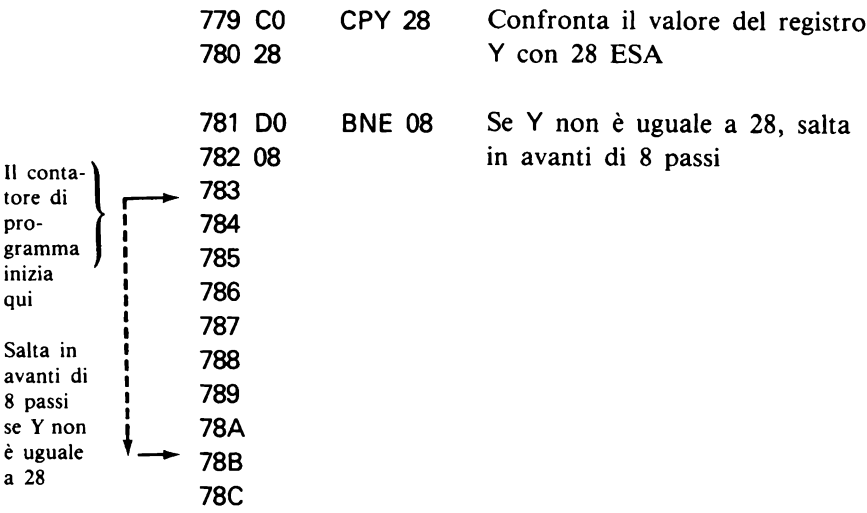 779 C0 CPY 28 Confronta il valore del registro
780 28 Y con 28 ESA
781 D0 BNE 08 Se Y non è uguale a 28, salta
782 08 in avanti di 8 passi
Il conta-
tore di
pro-
gramma
inizia
qui
783
784
785
786
787
788
789
78A
78B
78C
Salta in
avanti di
8 passi
se Y non
è uguale
a 28